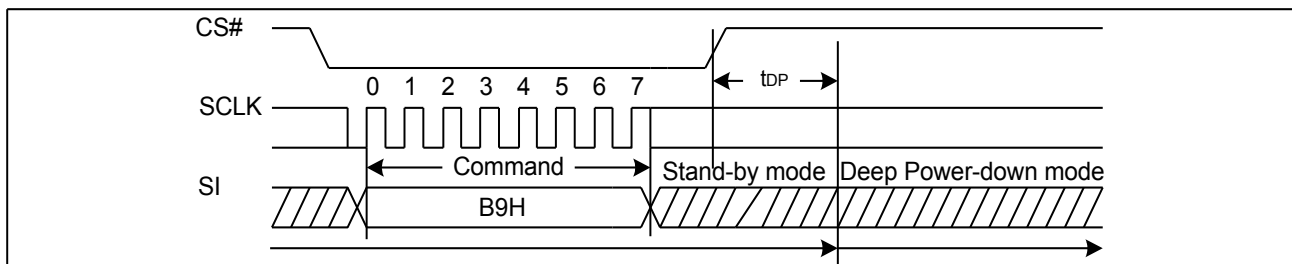 CS#
tDP
0 1 2 3 4 5 6 7
SCLK
Command
Stand-by mode Deep Power-down mode
SI
B9H